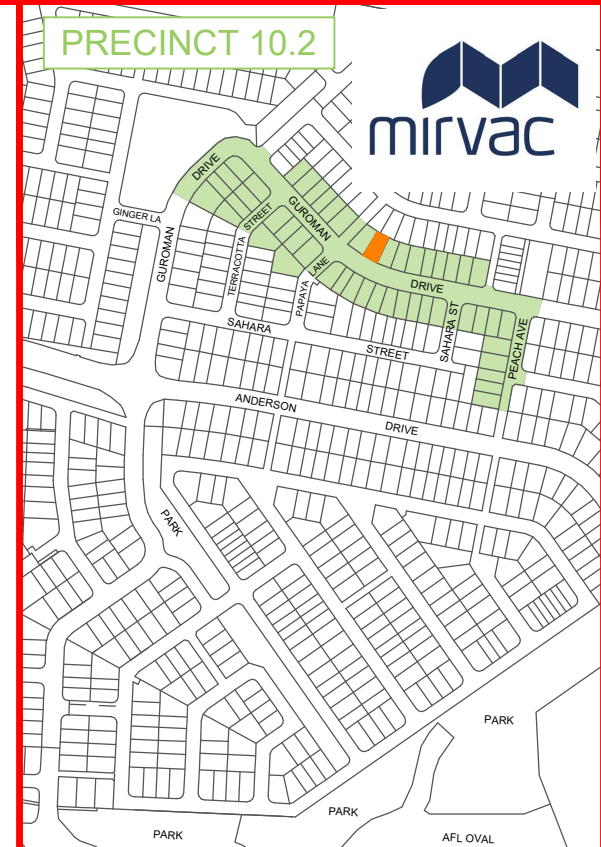 PRECINCT 10.2
mirvac
DRIVE
GINGER LA
STREET
GUROMAN
GUROMAN
TERRACOTTA
LANE
PAPAYA
DRIVE
SAHARA
STREET
SAHARA ST
PEACH AVE
ANDERSON
DRIVE
PARK
PARK
PARK
PARK
AFL OVAL